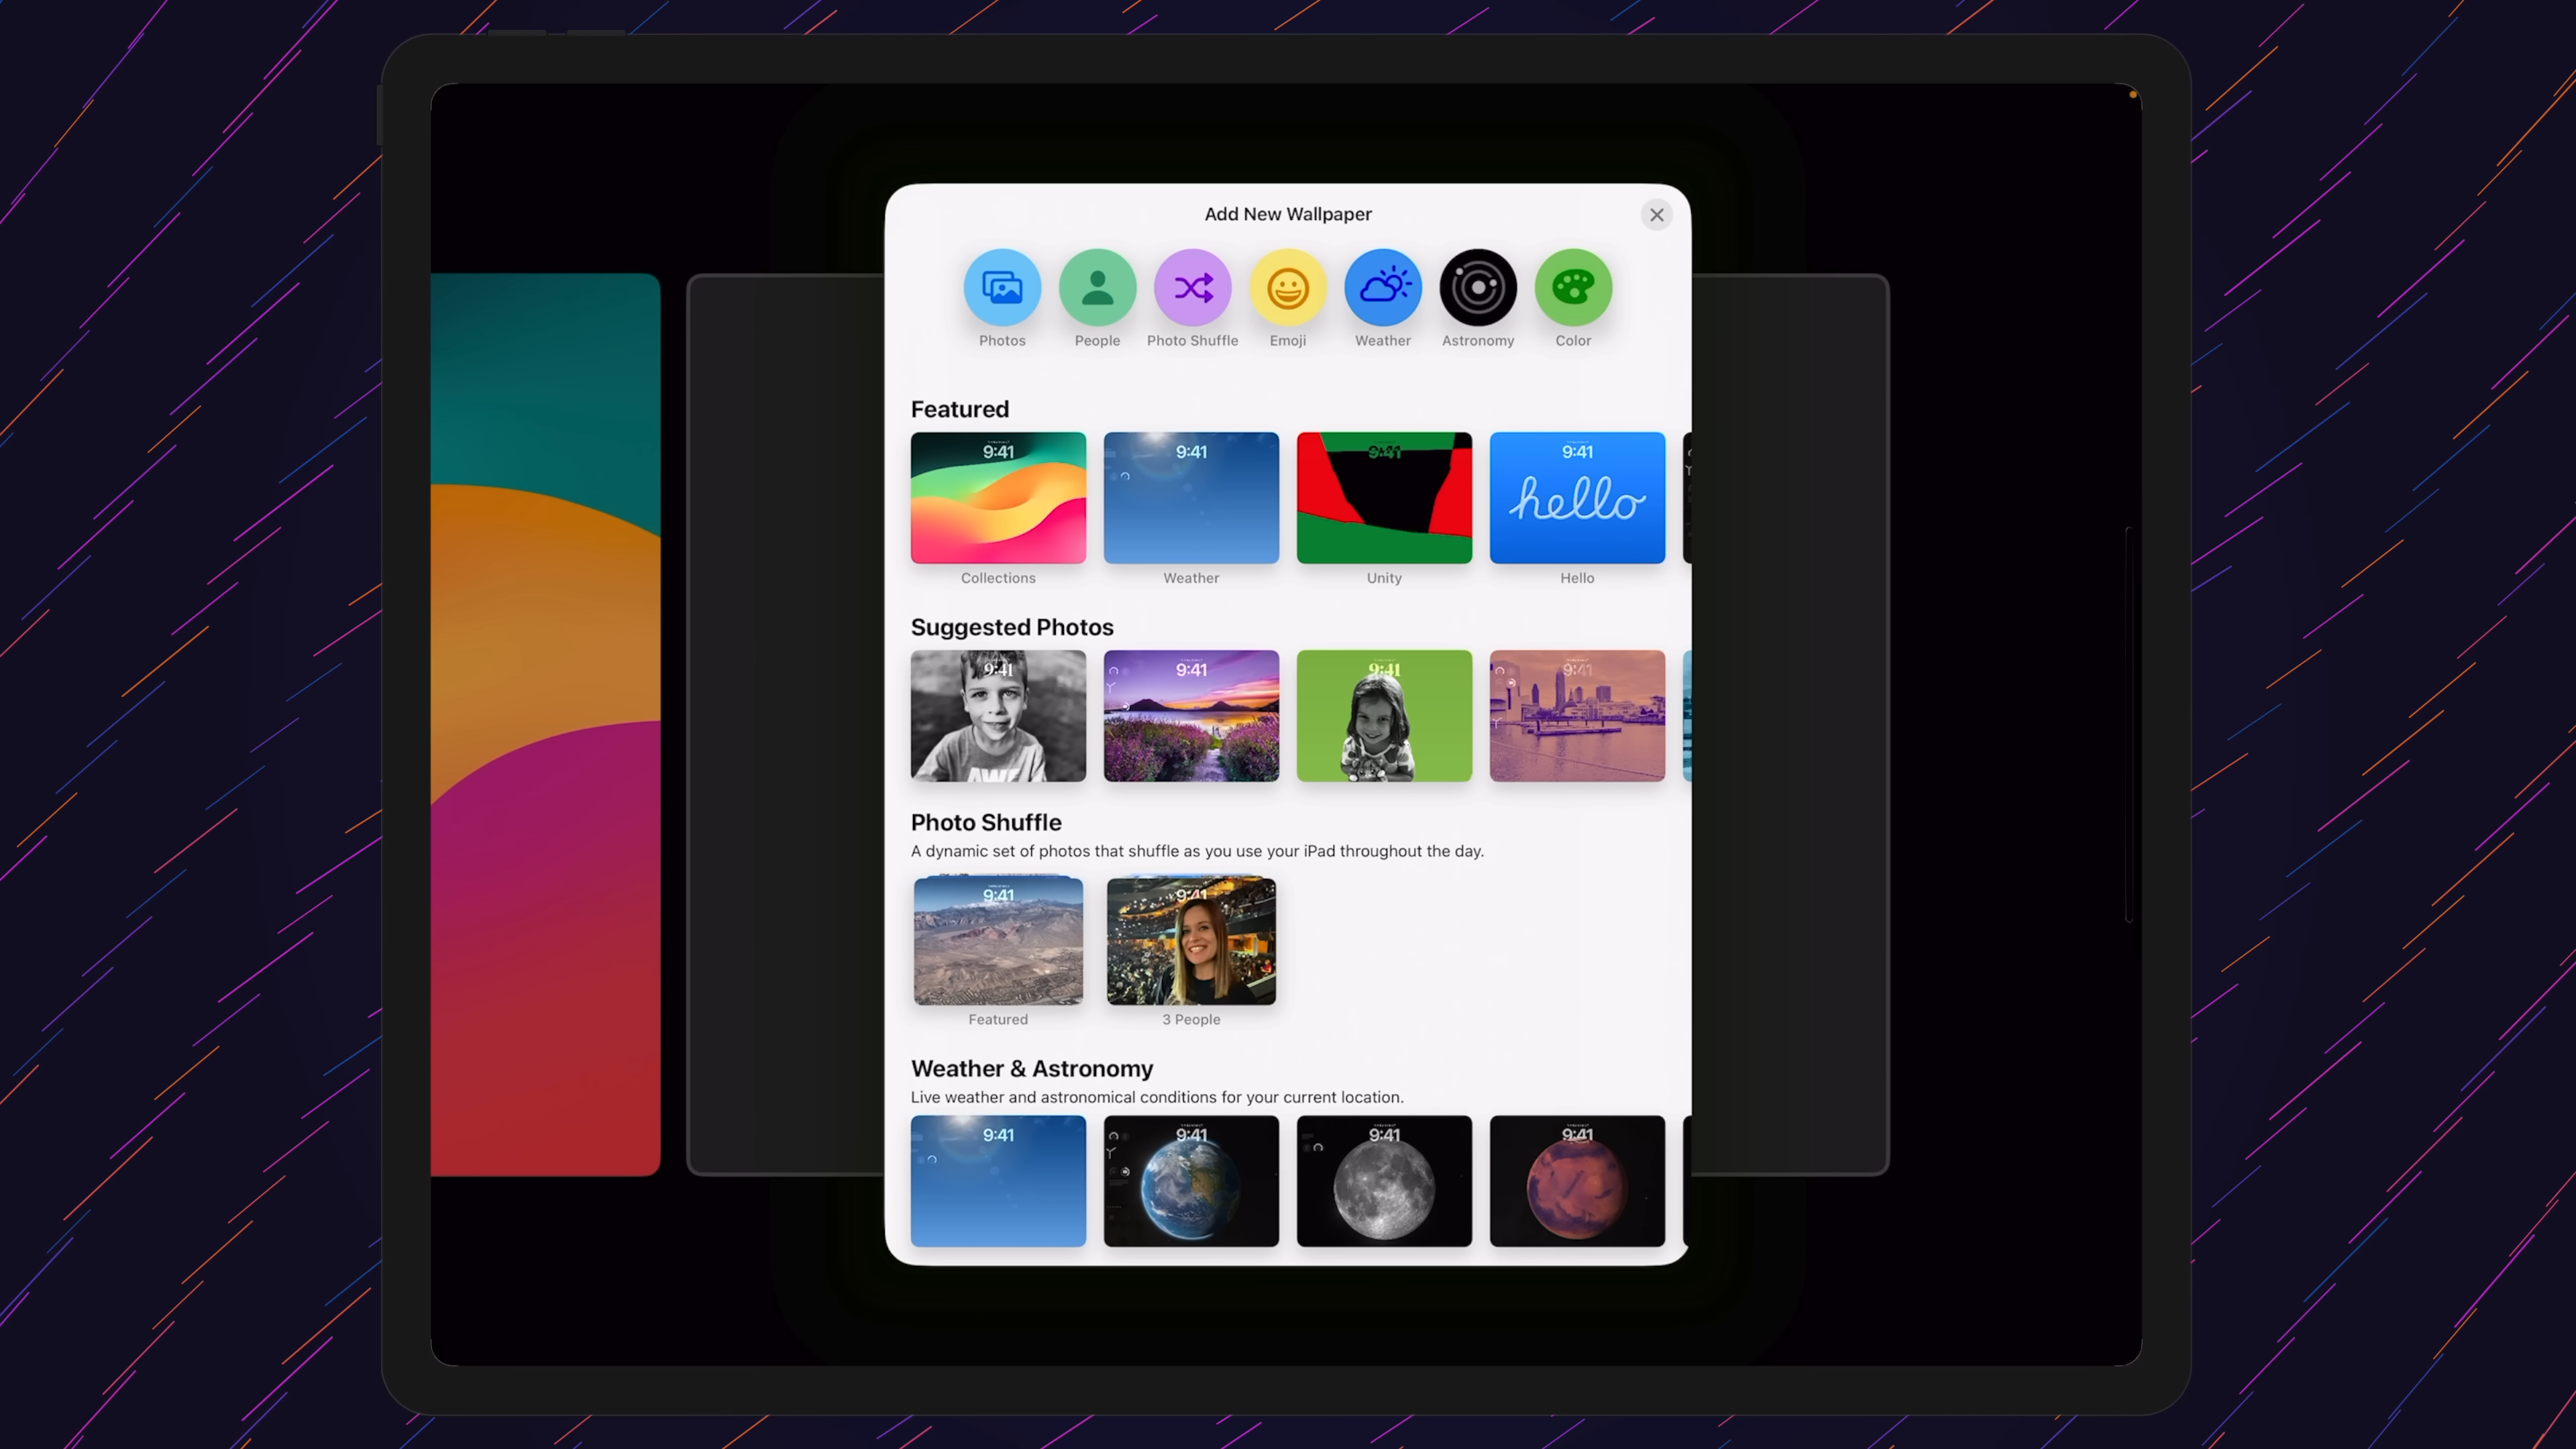 Add New Wallpaper
Photos People Photo Shuffle Emoji Weather Astronomy Color
Featured
9:41 9:41 9:41 9:41
hello
Collections Weather Unity Hello
Suggested Photos
9:41 9:41 9:41 9:41
AWE
Photo Shuffle
A dynamic set of photos that shuffle as you use your iPad throughout the day.
9:41 9:41
Featured 3 People
Weather & Astronomy
Live weather and astronomical conditions for your current location.
9:41 9:41 9:41 9:41